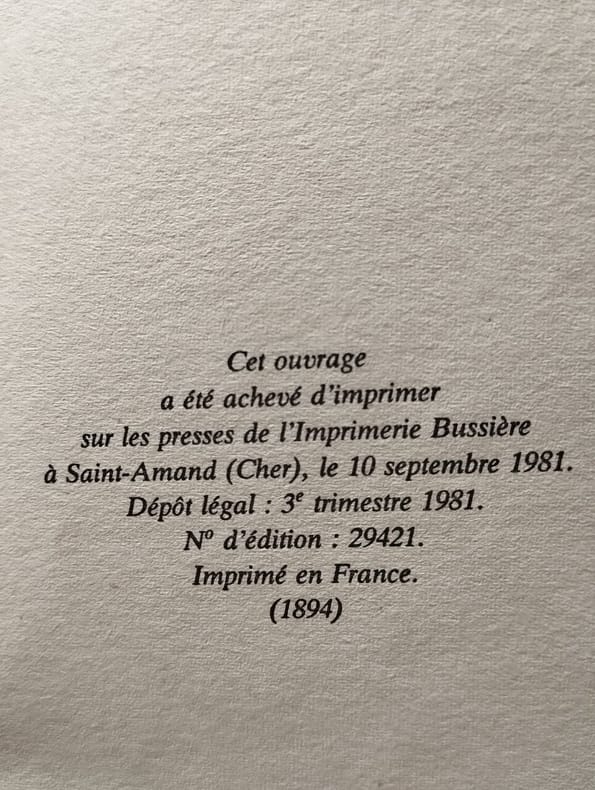 Cet ouvrage
a été achevé d'imprimer
sur les presses de l'Imprimerie Bussière
à Saint-Amand (Cher), le 10 septembre 1981.
Dépôt légal : 3e trimestre 1981.
No d'édition : 29421.
Imprimé en France.
(1894)